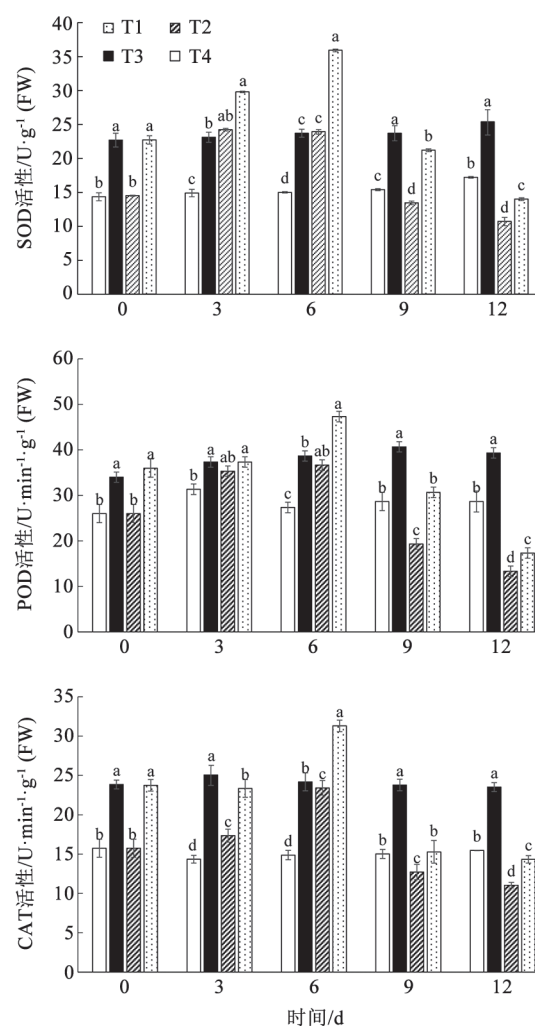 SOD活性/U·g⁻¹ (FW)
40
35
30
25
20
15
10
5
0
T1 T2
T3 T4
b a b a
c b ab a
d c c a
c a d b
b a d c
0 3 6 9 12
POD活性/U·min⁻¹·g⁻¹ (FW)
60
50
40
30
20
10
0
b a b a
b a ab a
c b ab a
b a c b
b a d c
0 3 6 9 12
CAT活性/U·min⁻¹·g⁻¹ (FW)
35
30
25
20
15
10
5
0
b a b a
d a c b
d b c a
b a c b
b a d c
0 3 6 9 12
时间/d